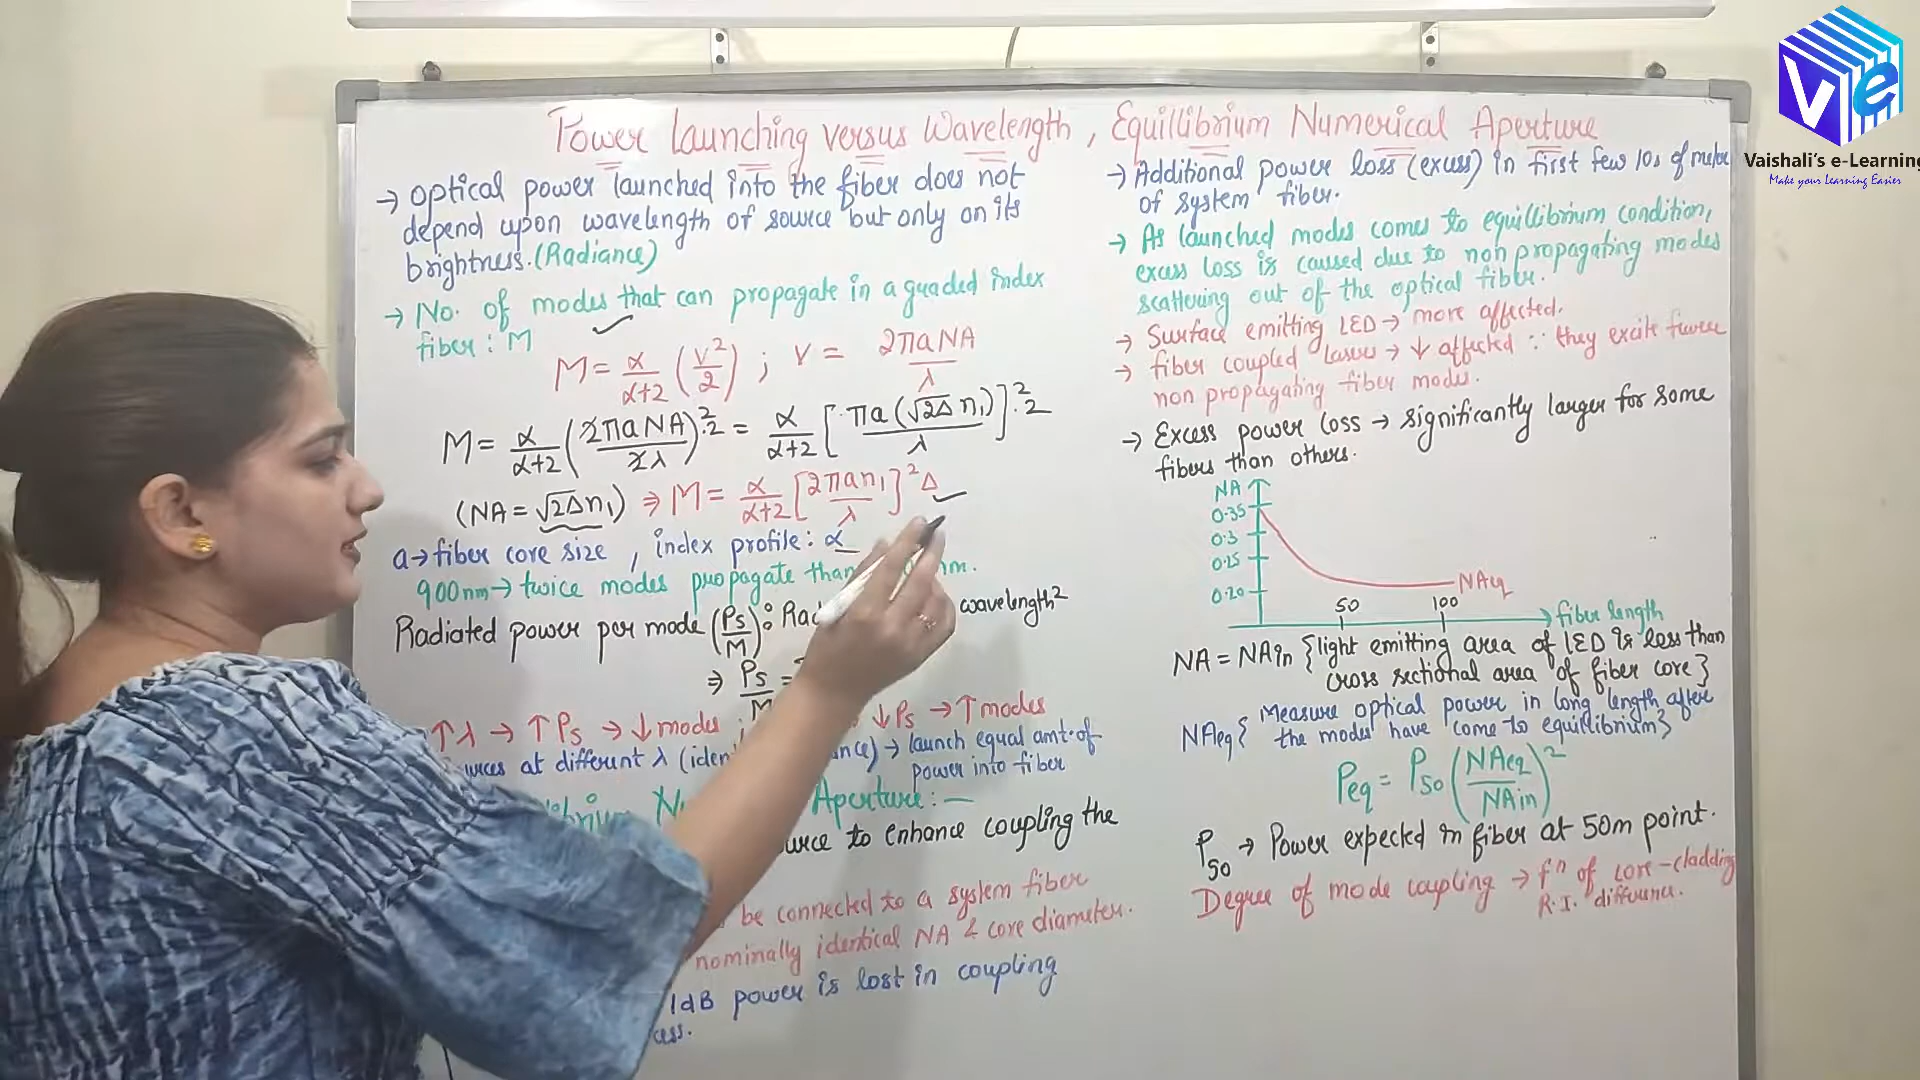 Power Launching versus Wavelength, Equillibrium Numerical Aperture
→ optical power launched into the fiber does not
depend upon wavelength of source but only on its
brightness. (Radiance)
→ No. of modes that can propagate in a graded index
fiber : M
M = α/(α+2) (V²/2) ; V = 2πaNA/λ
M = α/(α+2) (2πaNA/2λ)².2 = α/(α+2) [πa(√2Δ n₁)/λ]².2
(NA = √2Δ n₁) ⇒ M = α/(α+2) [2πan₁/λ]² Δ
a → fiber core size , index profile : α
900nm → twice modes propagate than nm.
Radiated power per mode (Ps/M) : wavelength²
⇒ Ps/M =
↑λ → ↑Ps → ↓modes ↓Ps → ↑modes
at different λ → launch equal amt. of
power into fiber
Aperture : —
to enhance coupling the
be connected to a system fiber
nominally identical NA & core diameter.
1dB power is lost in coupling
→ Additional power loss (excess) in first few 10s of meter
of system fiber.
→ As launched modes comes to equillibrium condition,
excess loss is caused due to non propagating modes
scattering out of the optical fiber.
→ Surface emitting LED → more affected.
→ fiber coupled lasers → ↓ affected ∵ they excite fewer
non propagating fiber modes.
→ Excess power loss → significantly larger for some
fibers than others.
NA
0.35
0.3
0.25
0.20
NAeq
50 100
fiber length
NA = NAin {light emitting area of LED is less than
cross sectional area of fiber core}
NAeq { Measure optical power in long length after
the modes have come to equillibrium}
Peq = P50 (NAeq/NAin)²
P50 → Power expected in fiber at 50m point.
Degree of mode coupling → fⁿ of core-cladding
R.I. difference.
Ve
Vaishali's e-Learning
Make your Learning Easier